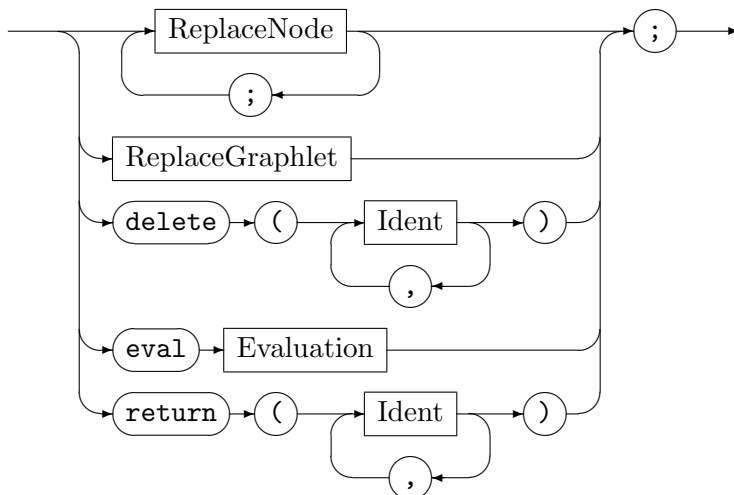 ReplaceNode ;
;
ReplaceGraphlet
delete ( Ident )
,
eval Evaluation
return ( Ident )
,